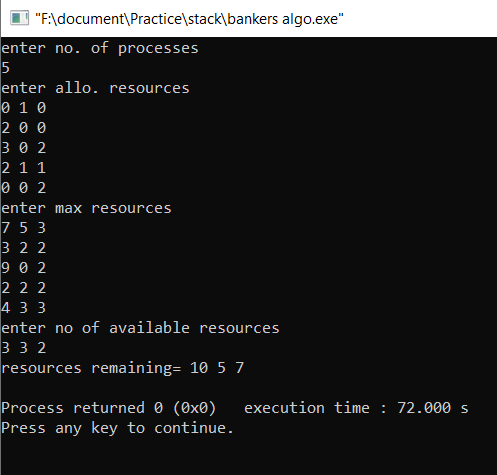 "F:\document\Practice\stack\bankers algo.exe"
enter no. of processes
5
enter allo. resources
0 1 0
2 0 0
3 0 2
2 1 1
0 0 2
enter max resources
7 5 3
3 2 2
9 0 2
2 2 2
4 3 3
enter no of available resources
3 3 2
resources remaining= 10 5 7
Process returned 0 (0x0)   execution time : 72.000 s
Press any key to continue.